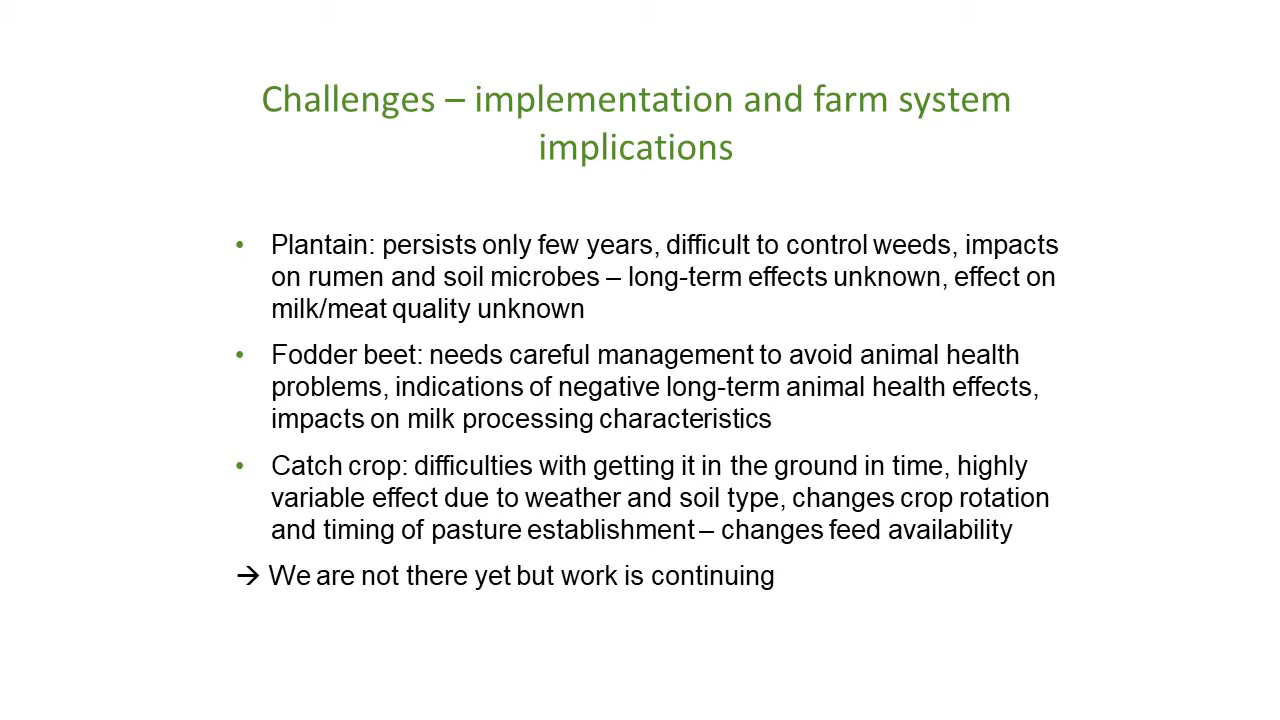 Challenges – implementation and farm system
implications
• Plantain: persists only few years, difficult to control weeds, impacts
on rumen and soil microbes – long-term effects unknown, effect on
milk/meat quality unknown
• Fodder beet: needs careful management to avoid animal health
problems, indications of negative long-term animal health effects,
impacts on milk processing characteristics
• Catch crop: difficulties with getting it in the ground in time, highly
variable effect due to weather and soil type, changes crop rotation
and timing of pasture establishment – changes feed availability
→ We are not there yet but work is continuing